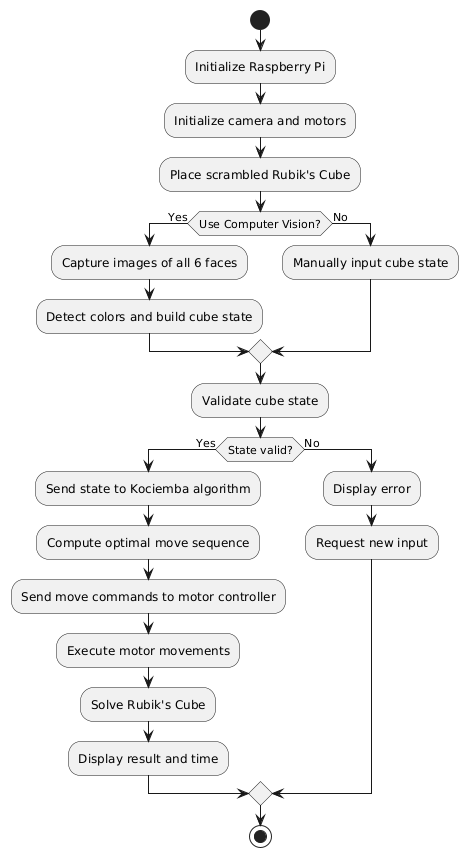 Initialize Raspberry Pi
Initialize camera and motors
Place scrambled Rubik's Cube
Yes
Use Computer Vision?
No
Capture images of all 6 faces
Manually input cube state
Detect colors and build cube state
Validate cube state
Yes
State valid?
No
Send state to Kociemba algorithm
Display error
Compute optimal move sequence
Request new input
Send move commands to motor controller
Execute motor movements
Solve Rubik's Cube
Display result and time